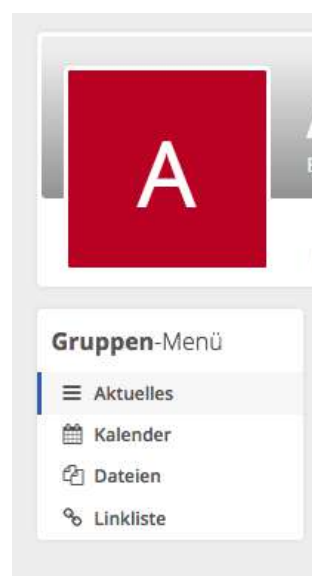 A
Gruppen-Menü
Aktuelles
Kalender
Dateien
Linkliste